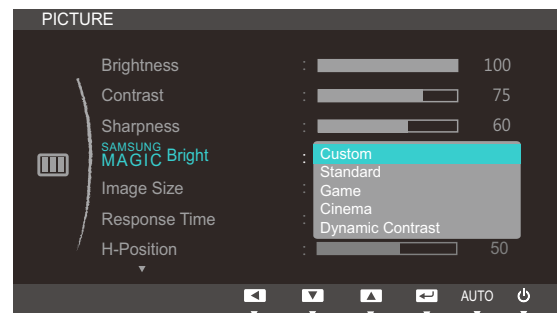 PICTURE
Brightness : 100
Contrast : 75
Sharpness : 60
SAMSUNG MAGIC Bright : Custom
Standard
Image Size : Game
Cinema
Response Time : Dynamic Contrast
H-Position : 50
AUTO